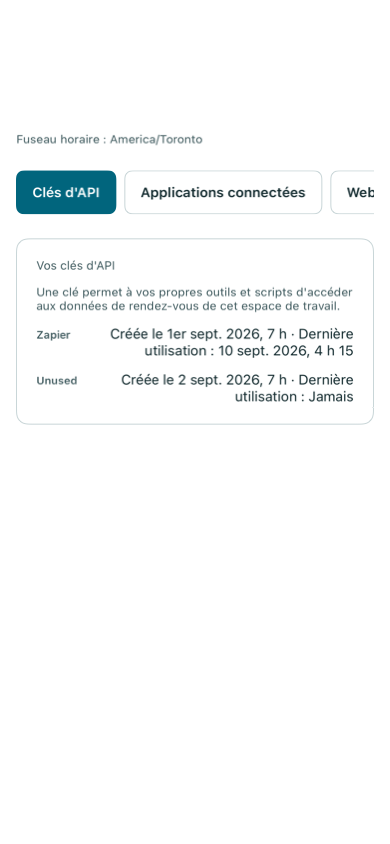 Fuseau horaire : America/Toronto
Clés d'API
Applications connectées
Web
Vos clés d'API
Une clé permet à vos propres outils et scripts d'accéder
aux données de rendez-vous de cet espace de travail.
Zapier
Créée le 1er sept. 2026, 7 h · Dernière
utilisation : 10 sept. 2026, 4 h 15
Unused
Créée le 2 sept. 2026, 7 h · Dernière
utilisation : Jamais